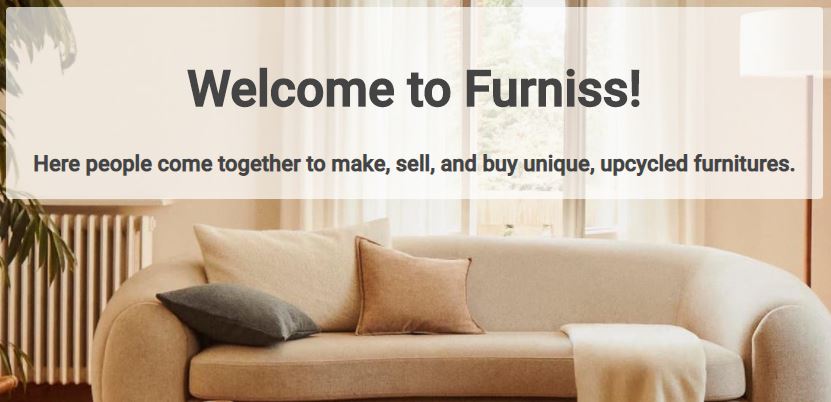 Welcome to Furniss!
Here people come together to make, sell, and buy unique, upcycled furnitures.